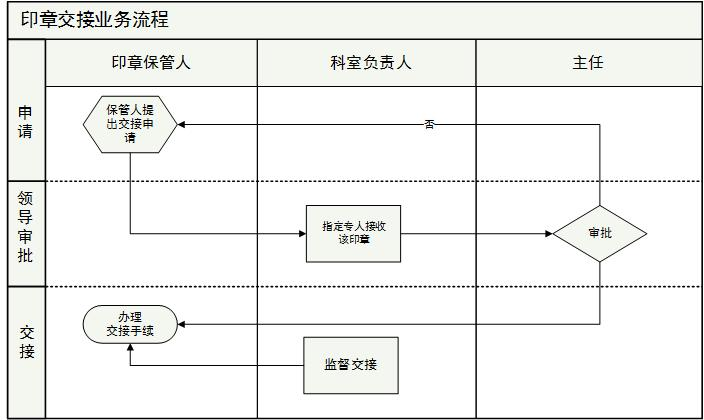 印章交接业务流程
印章保管人
科室负责人
主任
申
请
保管人提
出交接申
请
否
领
导
审
批
指定专人接收
该印章
审批
交
接
办理
交接手续
监督交接